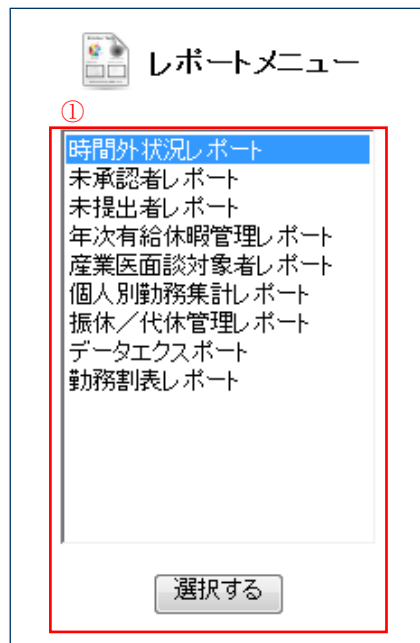 レポートメニュー
①
時間外状況レポート
未承認者レポート
未提出者レポート
年次有給休暇管理レポート
産業医面談対象者レポート
個人別勤務集計レポート
振休／代休管理レポート
データエクスポート
勤務割表レポート
選択する